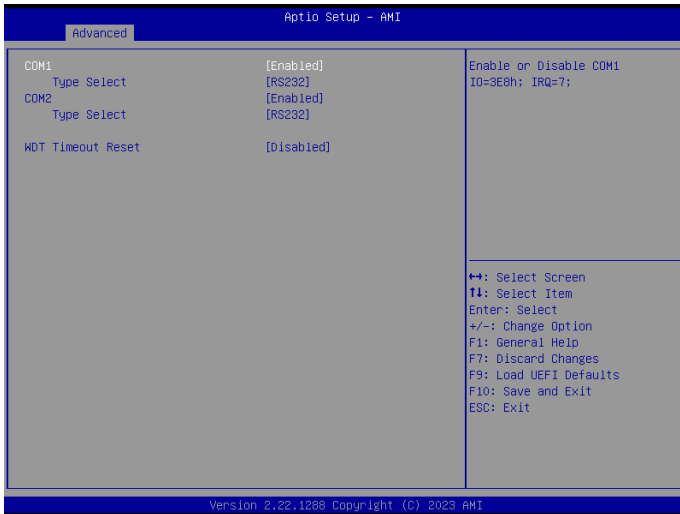 Aptio Setup – AMI
Advanced
COM1 [Enabled]
Type Select [RS232]
COM2 [Enabled]
Type Select [RS232]
WDT Timeout Reset [Disabled]
Enable or Disable COM1
IO=3E8h; IRQ=7;
↔: Select Screen
↑↓: Select Item
Enter: Select
+/-: Change Option
F1: General Help
F7: Discard Changes
F9: Load UEFI Defaults
F10: Save and Exit
ESC: Exit
Version 2.22.1288 Copyright (C) 2023 AMI